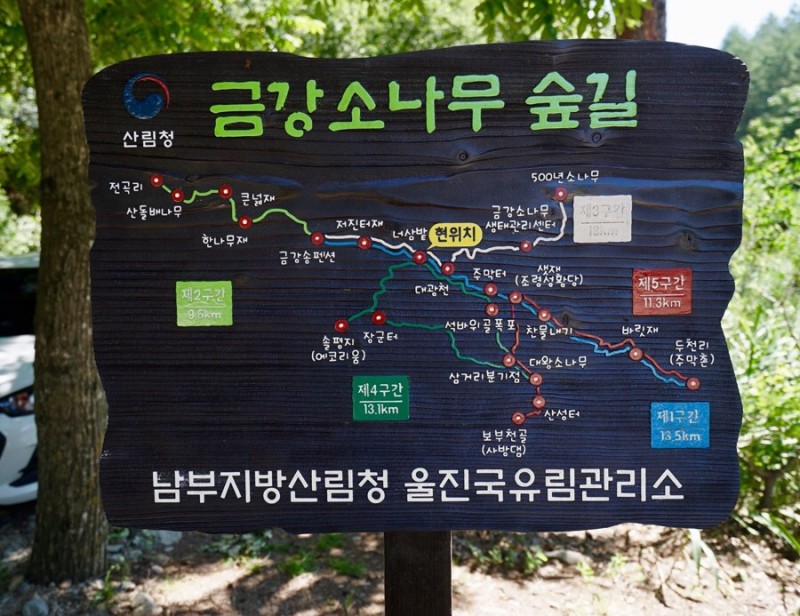 금강소나무 숲길
산림청
500년소나무
전곡리
큰넓재
산돌배나무
저진터재
너삼밭
현위치
금강소나무
생태관리센터
제3구간
한나무재
금강송펜션
제2구간
9.6km
대광천
주막터
샛재
(조령성황당)
제5구간
11.3km
솔평지
(에코리움)
장군터
선바위골폭포
찬물내기
바릿재
두천리
(주막촌)
대왕소나무
삼거리분기점
제4구간
13.1km
산성터
보부천골
(사방댐)
제1구간
13.5km
남부지방산림청 울진국유림관리소